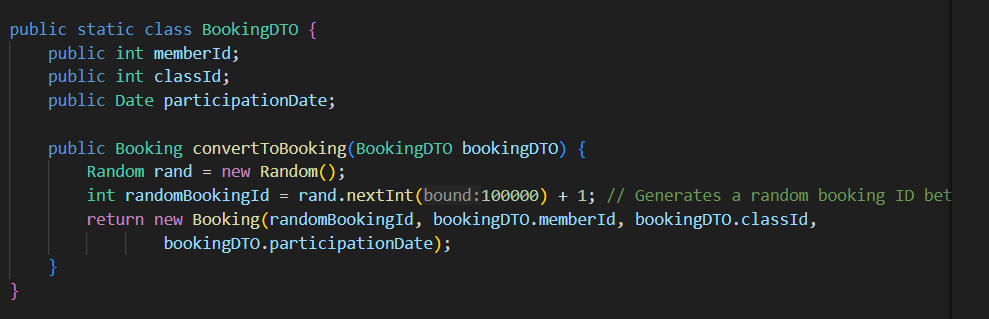 public static class BookingDTO {
public int memberId;
public int classId;
public Date participationDate;
public Booking convertToBooking(BookingDTO bookingDTO) {
Random rand = new Random();
int randomBookingId = rand.nextInt(bound:100000) + 1; // Generates a random booking ID bet
return new Booking(randomBookingId, bookingDTO.memberId, bookingDTO.classId,
bookingDTO.participationDate);
}
}